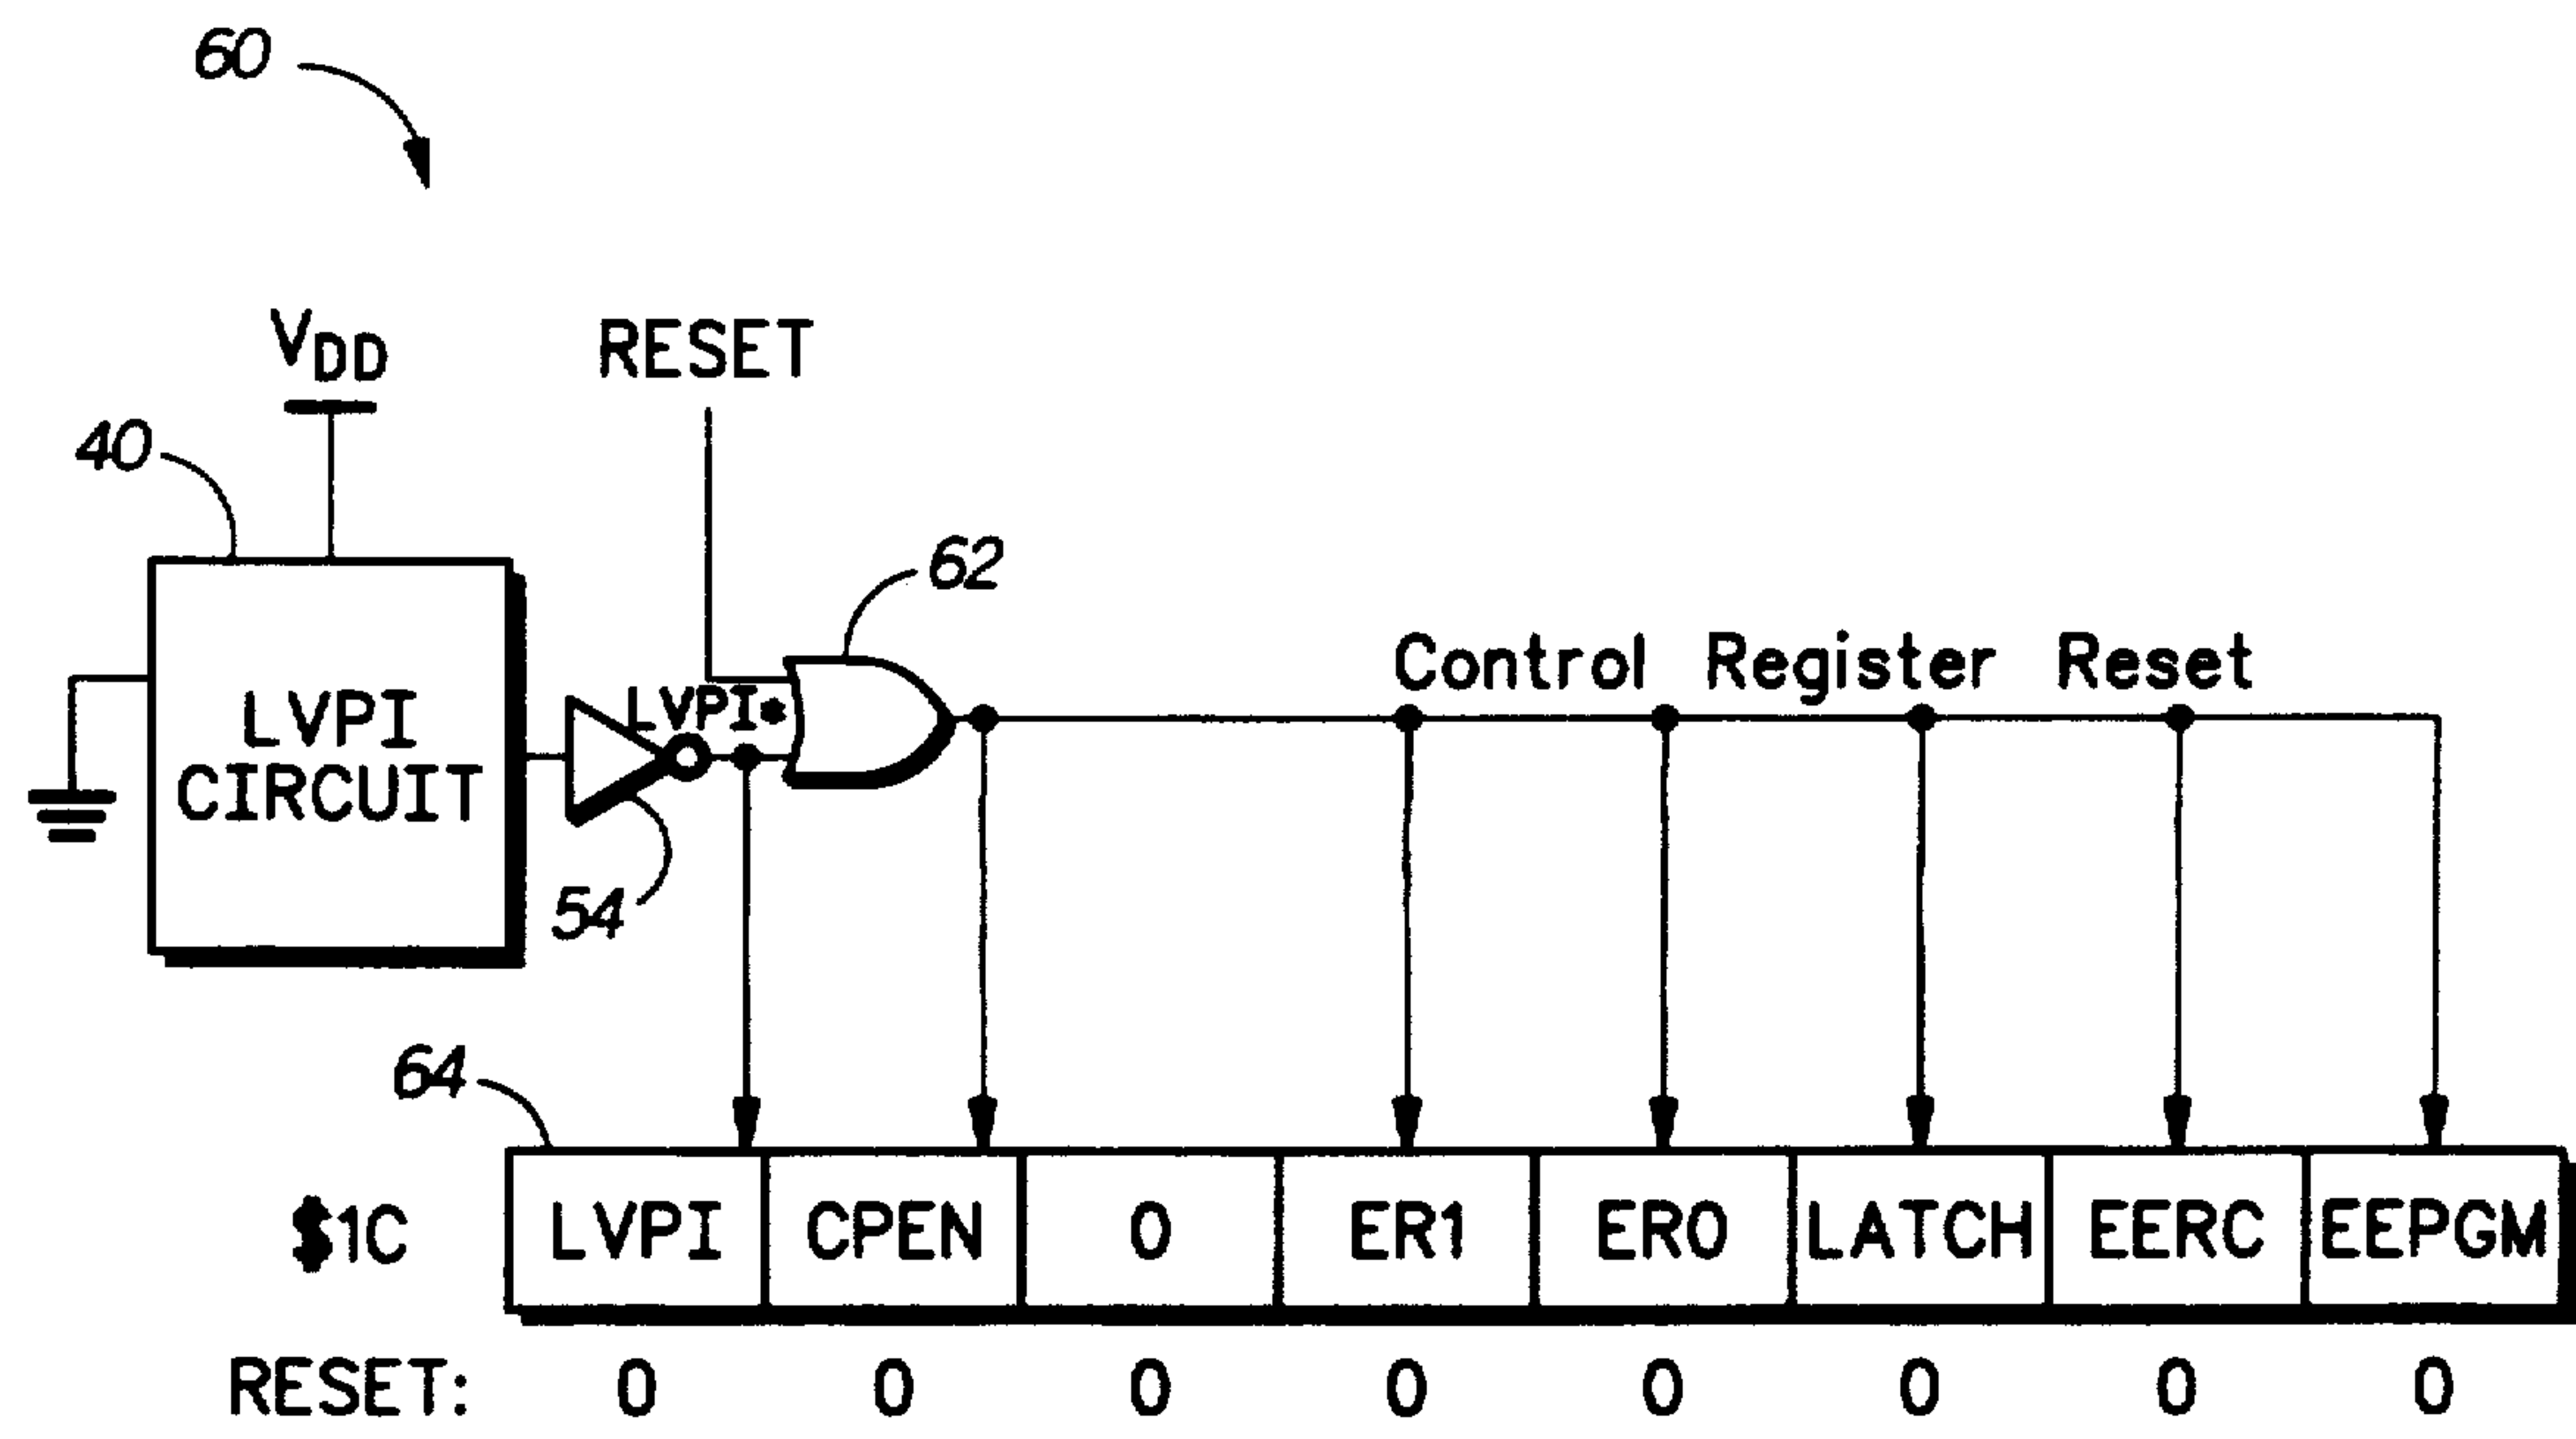 60
VDD
RESET
40
62
Control Register Reset
LVPI
CIRCUIT
LVPI*
54
64
$1C
LVPI CPEN 0 ER1 ER0 LATCH EERC EEPGM
RESET: 0 0 0 0 0 0 0 0